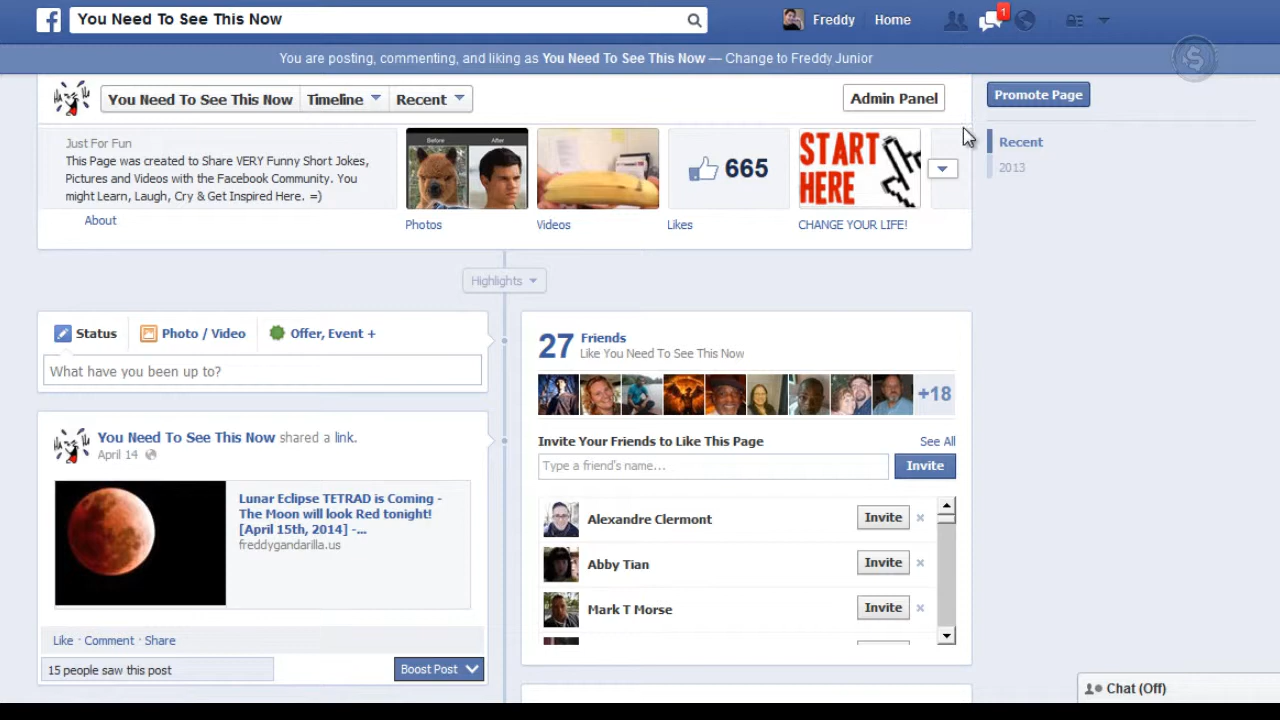 You Need To See This Now
Freddy
Home
1
You are posting, commenting, and liking as You Need To See This Now — Change to Freddy Junior
You Need To See This Now
Timeline
Recent
Admin Panel
Promote Page
Recent
2013
Just For Fun
This Page was created to Share VERY Funny Short Jokes,
Pictures and Videos with the Facebook Community. You
might Learn, Laugh, Cry & Get Inspired Here. =)
About
Before
After
Photos
Videos
665
Likes
START
HERE
CHANGE YOUR LIFE!
Highlights
Status
Photo / Video
Offer, Event +
What have you been up to?
You Need To See This Now shared a link.
April 14
Lunar Eclipse TETRAD is Coming -
The Moon will look Red tonight!
[April 15th, 2014] -...
freddygandarilla.us
Like · Comment · Share
15 people saw this post
Boost Post
27
Friends
Like You Need To See This Now
+18
Invite Your Friends to Like This Page
See All
Type a friend's name...
Invite
Alexandre Clermont
Invite
Abby Tian
Invite
Mark T Morse
Invite
Chat (Off)